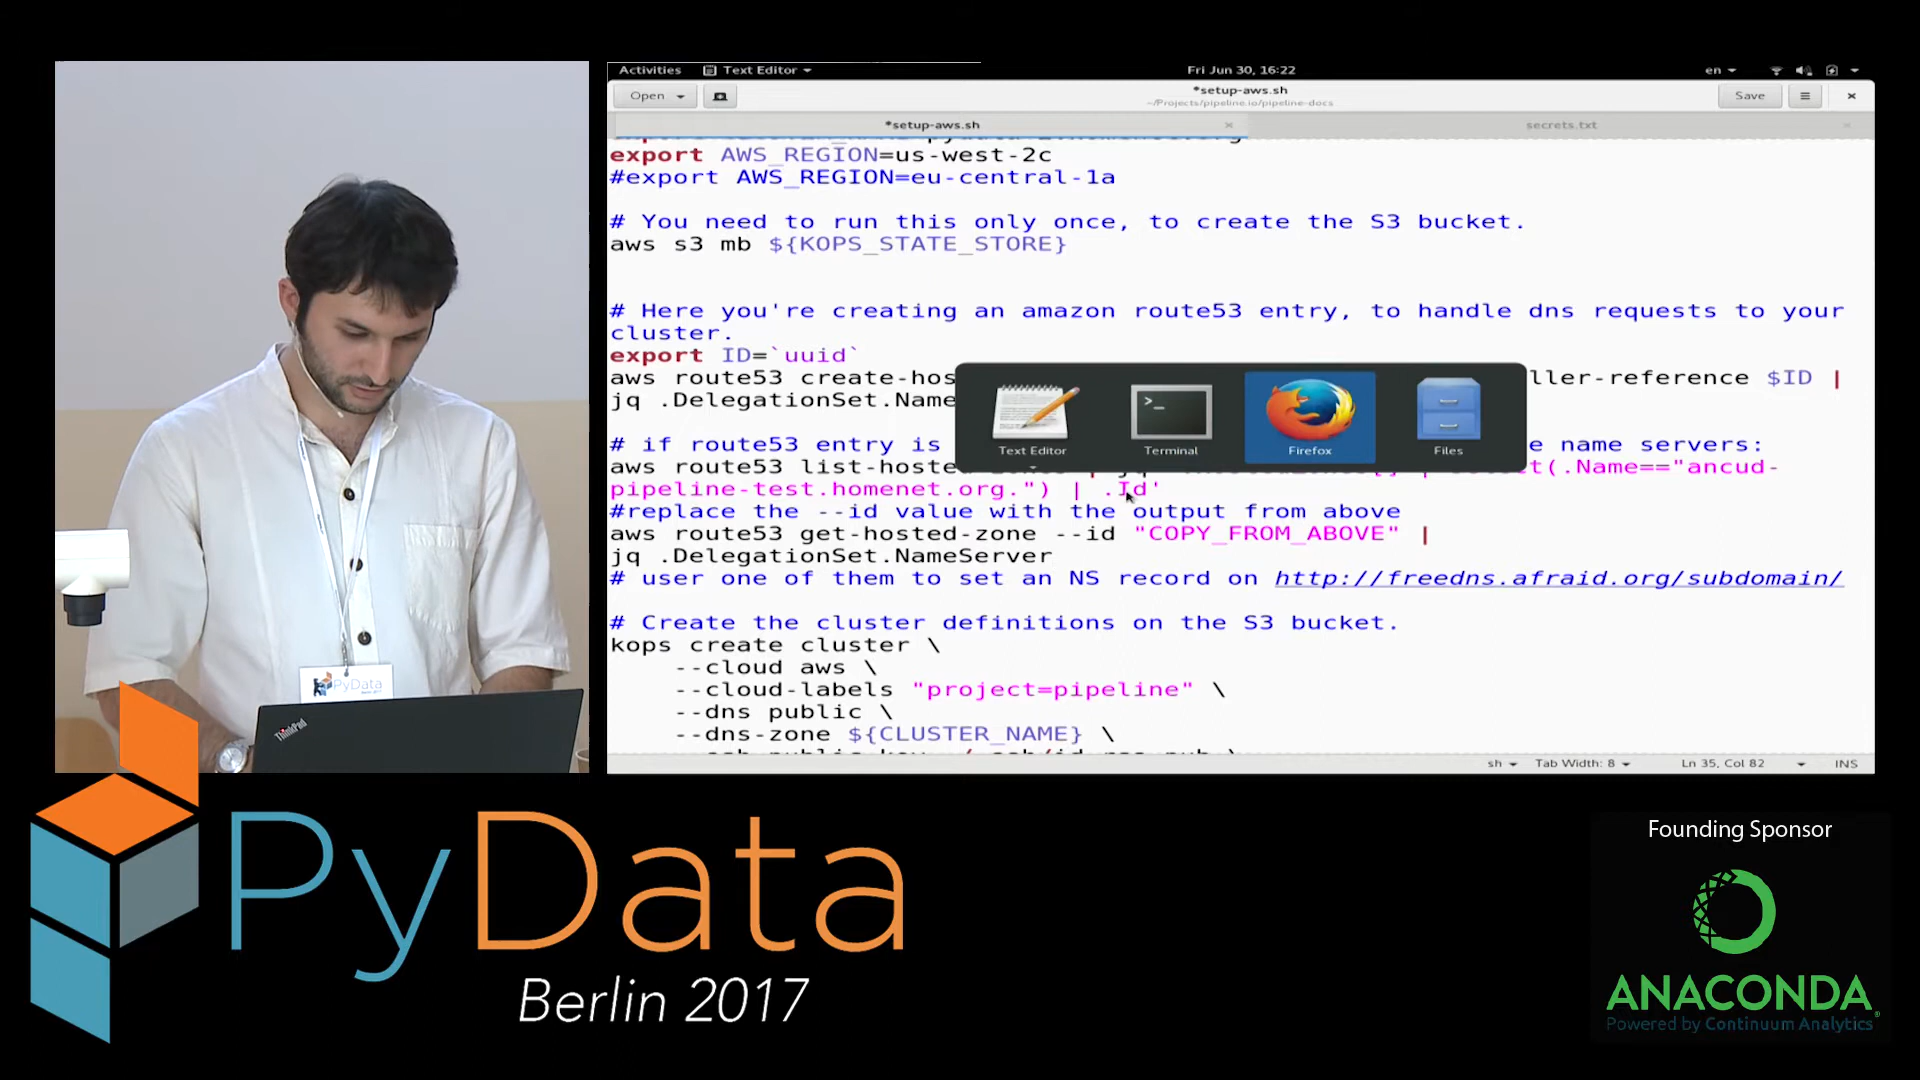 Activities Text Editor Fri Jun 30, 16:22 en
Open *setup-aws.sh Save
~/Projects/pipeline.io/pipeline-docs
*setup-aws.sh secrets.txt
export AWS_REGION=us-west-2c
#export AWS_REGION=eu-central-1a
# You need to run this only once, to create the S3 bucket.
aws s3 mb ${KOPS_STATE_STORE}
# Here you're creating an amazon route53 entry, to handle dns requests to your
cluster.
export ID=`uuid`
aws route53 create-hos ller-reference $ID |
jq .DelegationSet.Name
# if route53 entry is e name servers:
aws route53 list-hosted (.Name=="ancud-
pipeline-test.homenet.org.") | .Id'
#replace the --id value with the output from above
aws route53 get-hosted-zone --id "COPY_FROM_ABOVE" |
jq .DelegationSet.NameServer
# user one of them to set an NS record on http://freedns.afraid.org/subdomain/
# Create the cluster definitions on the S3 bucket.
kops create cluster \
--cloud aws \
--cloud-labels "project=pipeline" \
--dns public \
--dns-zone ${CLUSTER_NAME} \
Text Editor Terminal Firefox Files
sh Tab Width: 8 Ln 35, Col 82 INS
PyData
ThinkPad
PyData
Berlin 2017
Founding Sponsor
ANACONDA
Powered by Continuum Analytics